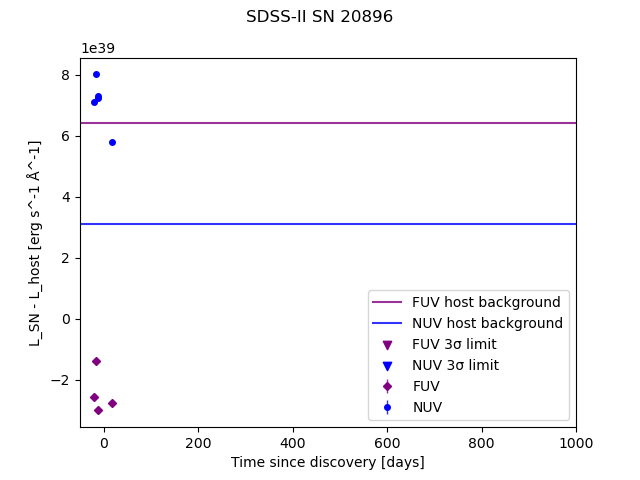 SDSS-II SN 20896
1e39
8
6
4
2
0
−2
L_SN - L_host [erg s^-1 Å^-1]
FUV host background
NUV host background
FUV 3σ limit
NUV 3σ limit
FUV
NUV
0 200 400 600 800 1000
Time since discovery [days]